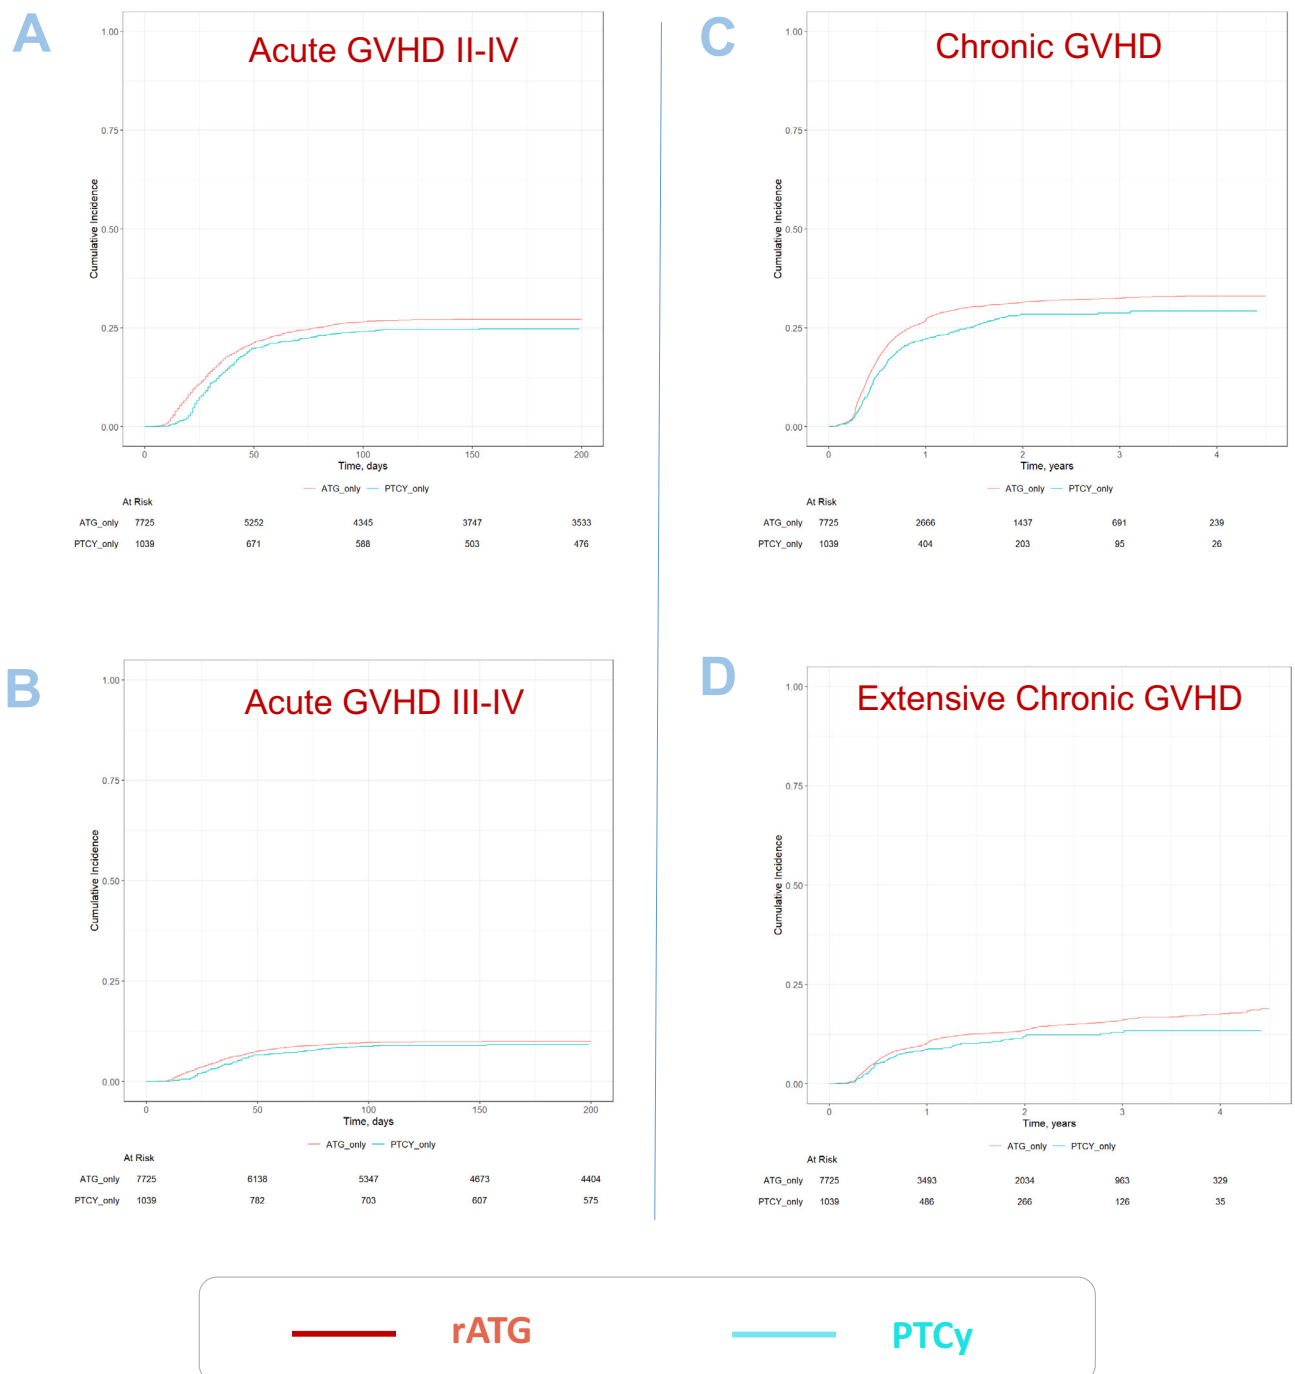 A
Acute GVHD II-IV
1.00
0.75
0.50
0.25
0.00
Cumulative Incidence
0 50 100 150 200
Time, days
ATG_only PTCY_only
At Risk
ATG_only 7725 5252 4345 3747 3533
PTCY_only 1039 671 588 503 476
B
Acute GVHD III-IV
1.00
0.75
0.50
0.25
0.00
Cumulative Incidence
0 50 100 150 200
Time, days
ATG_only PTCY_only
At Risk
ATG_only 7725 6138 5347 4673 4404
PTCY_only 1039 782 703 607 575
C
Chronic GVHD
1.00
0.75
0.50
0.25
0.00
Cumulative Incidence
0 1 2 3 4
Time, years
ATG_only PTCY_only
At Risk
ATG_only 7725 2666 1437 691 239
PTCY_only 1039 404 203 95 26
D
Extensive Chronic GVHD
1.00
0.75
0.50
0.25
0.00
Cumulative Incidence
0 1 2 3 4
Time, years
ATG_only PTCY_only
At Risk
ATG_only 7725 3493 2034 963 329
PTCY_only 1039 486 266 126 35
rATG PTCy